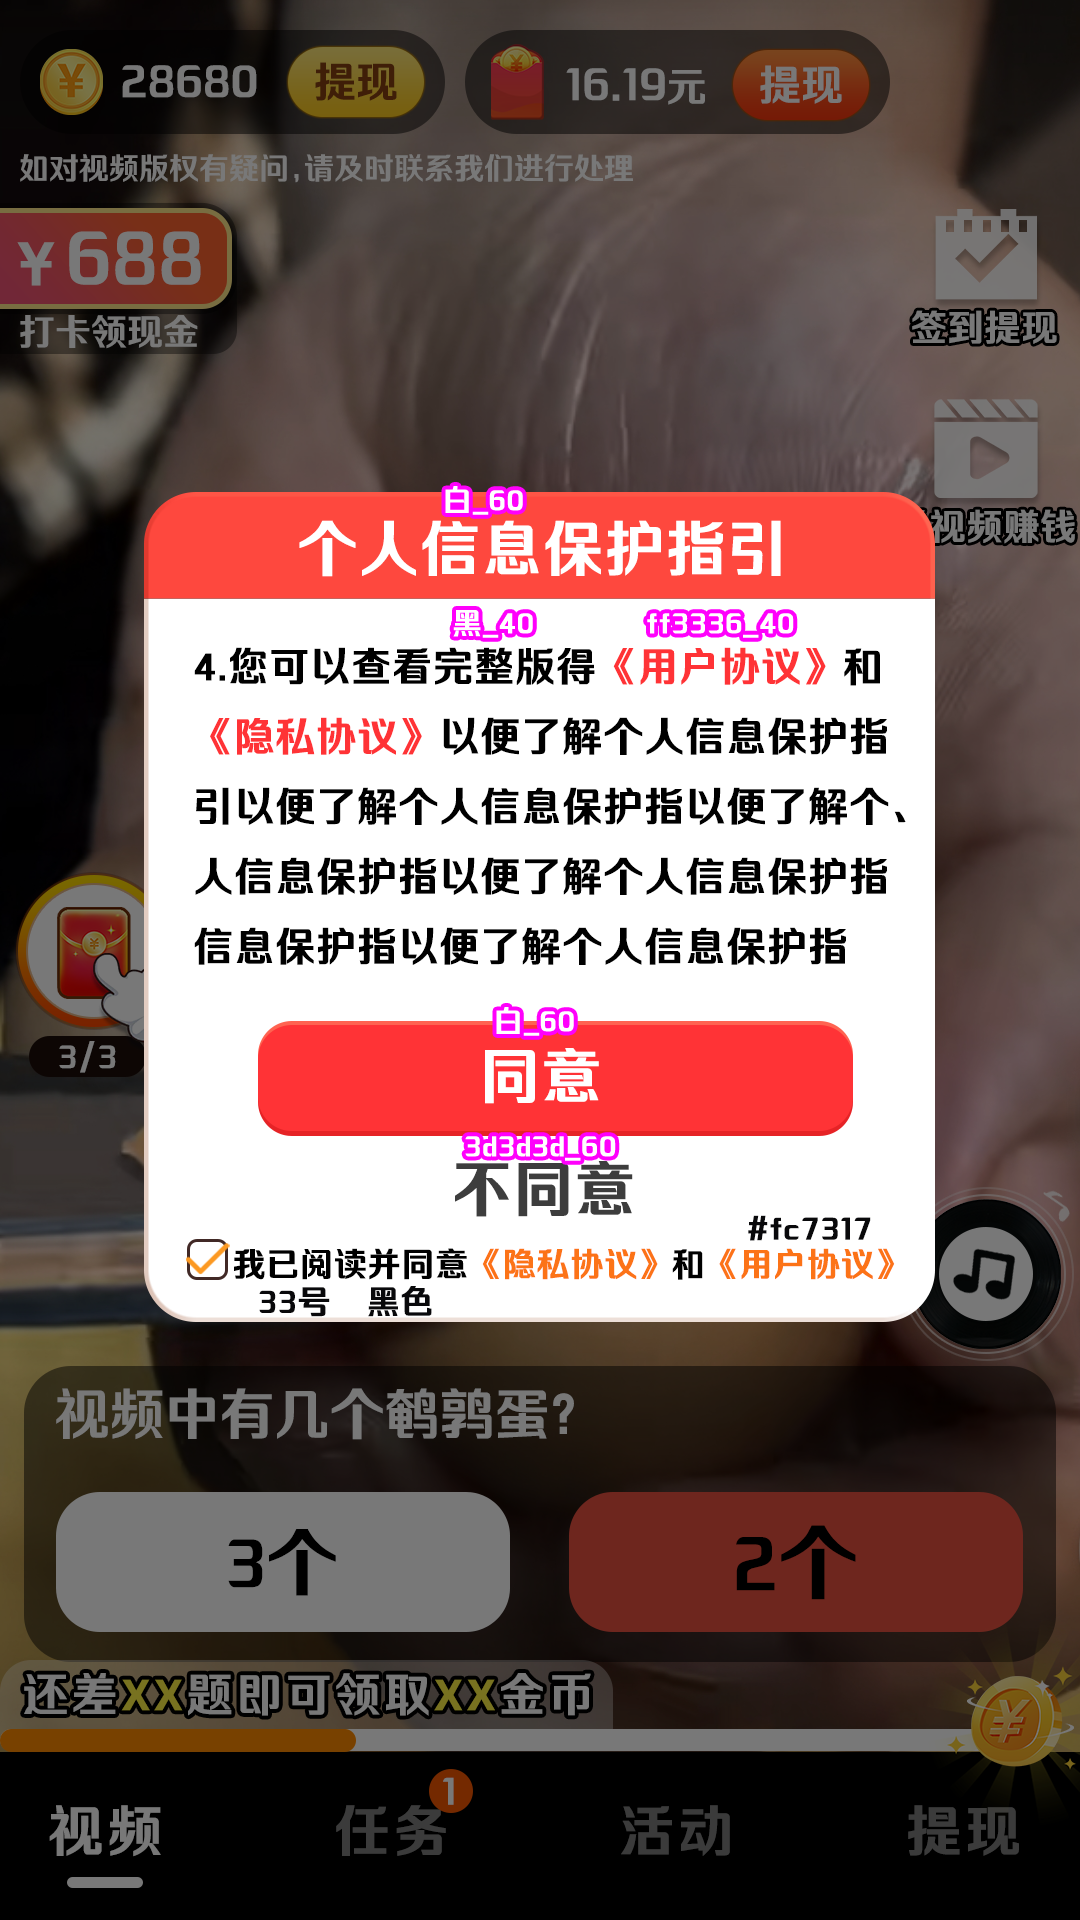 28680 提现 16.19元 提现
如对视频版权有疑问,请及时联系我们进行处理
¥688
打卡领现金
签到提现
视频赚钱
白_60
个人信息保护指引
黑_40 ff3336_40
4.您可以查看完整版得《用户协议》和
《隐私协议》以便了解个人信息保护指
引以便了解个人信息保护指以便了解个、
人信息保护指以便了解个人信息保护指
信息保护指以便了解个人信息保护指
3/3
白_60
同意
3d3d3d_60
不同意
#fc7317
我已阅读并同意《隐私协议》和《用户协议》
33号 黑色
视频中有几个鹌鹑蛋?
3个 2个
还差XX题即可领取XX金币
1
视频 任务 活动 提现